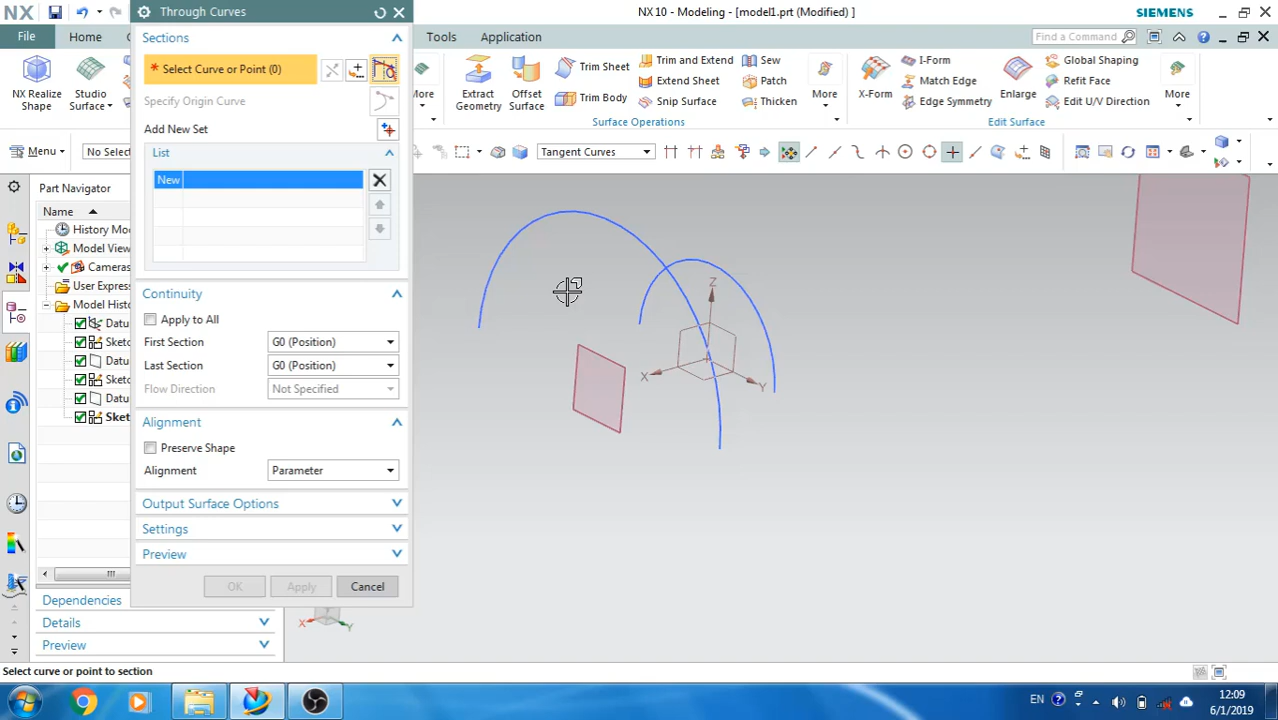 NX
Through Curves
NX 10 - Modeling - [model1.prt (Modified) ]
SIEMENS
File
Home
Tools
Application
Find a Command
NX Realize Shape
Studio Surface
More
Extract Geometry
Offset Surface
Trim Sheet
Trim Body
Trim and Extend
Extend Sheet
Snip Surface
Sew
Patch
Thicken
More
X-Form
I-Form
Match Edge
Edge Symmetry
Enlarge
Global Shaping
Refit Face
Edit U/V Direction
More
Surface Operations
Edit Surface
Menu
No Selec
Tangent Curves
Sections
* Select Curve or Point (0)
Specify Origin Curve
Add New Set
List
New
Continuity
Apply to All
First Section
G0 (Position)
Last Section
G0 (Position)
Flow Direction
Not Specified
Alignment
Preserve Shape
Alignment
Parameter
Output Surface Options
Settings
Preview
OK
Apply
Cancel
Part Navigator
Name
History Mo
Model View
Cameras
User Expres
Model Histo
Datu
Sketc
Datu
Sketc
Datu
Sket
Dependencies
Details
Preview
Z
X
Y
X
Y
Select curve or point to section
EN
12:09
6/1/2019